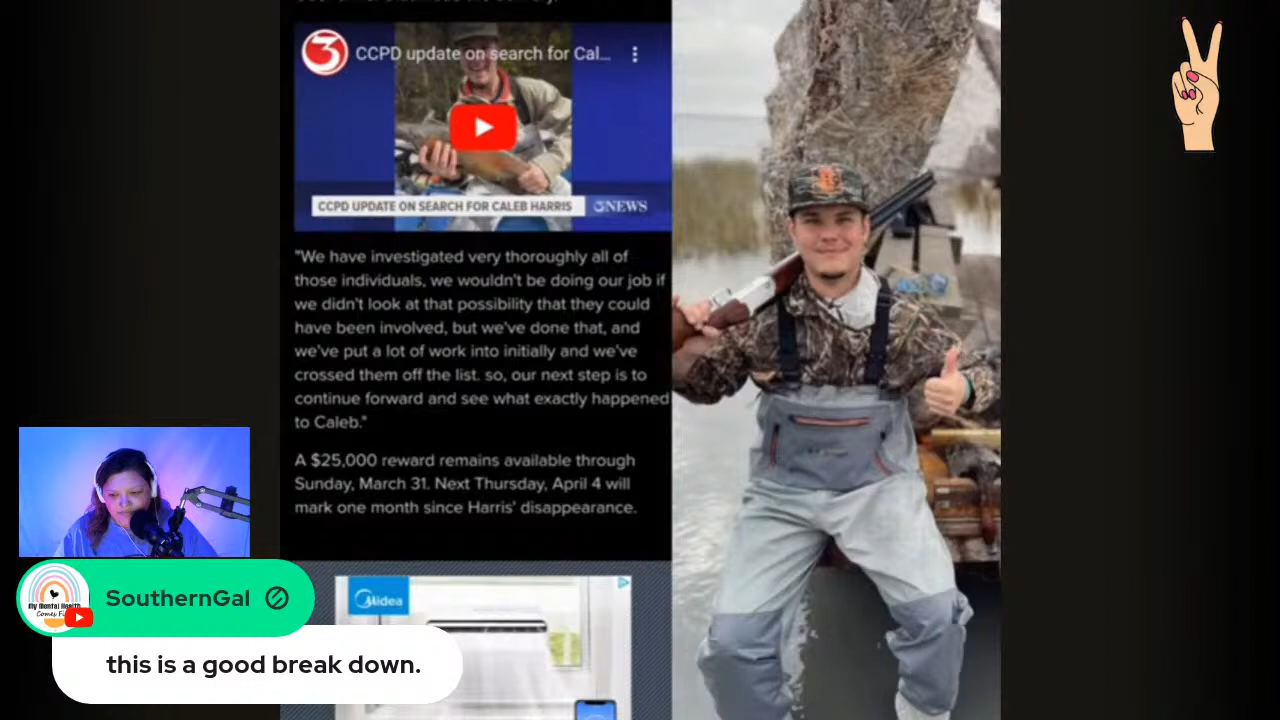 3
CCPD update on search for Cal...
CCPD UPDATE ON SEARCH FOR CALEB HARRIS
3NEWS
"We have investigated very thoroughly all of
those individuals, we wouldn't be doing our job if
we didn't look at that possibility that they could
have been involved, but we've done that, and
we've put a lot of work into initially and we've
crossed them off the list. so, our next step is to
continue forward and see what exactly happened
to Caleb."
A $25,000 reward remains available through
Sunday, March 31. Next Thursday, April 4 will
mark one month since Harris' disappearance.
Midea
My Mental Health
Comes
SouthernGal
this is a good break down.